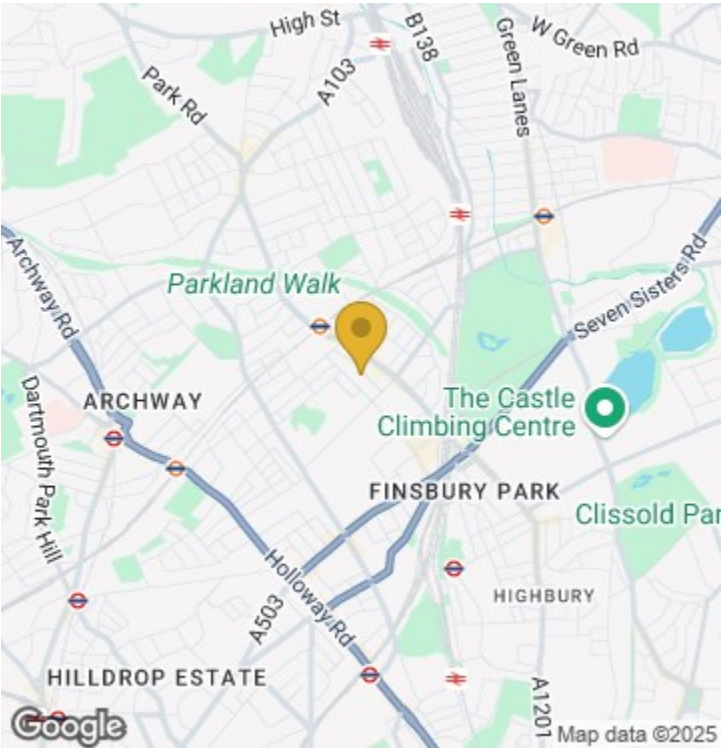 High St
B138
W Green Rd
Green Lanes
A103
Park Rd
Archway Rd
Parkland Walk
Seven Sisters Rd
ARCHWAY
The Castle
Climbing Centre
Dartmouth Park Hill
FINSBURY PARK
Clissold Par
Holloway Rd
A503
HIGHBURY
HILLDROP ESTATE
A1201
Google
Map data ©2025